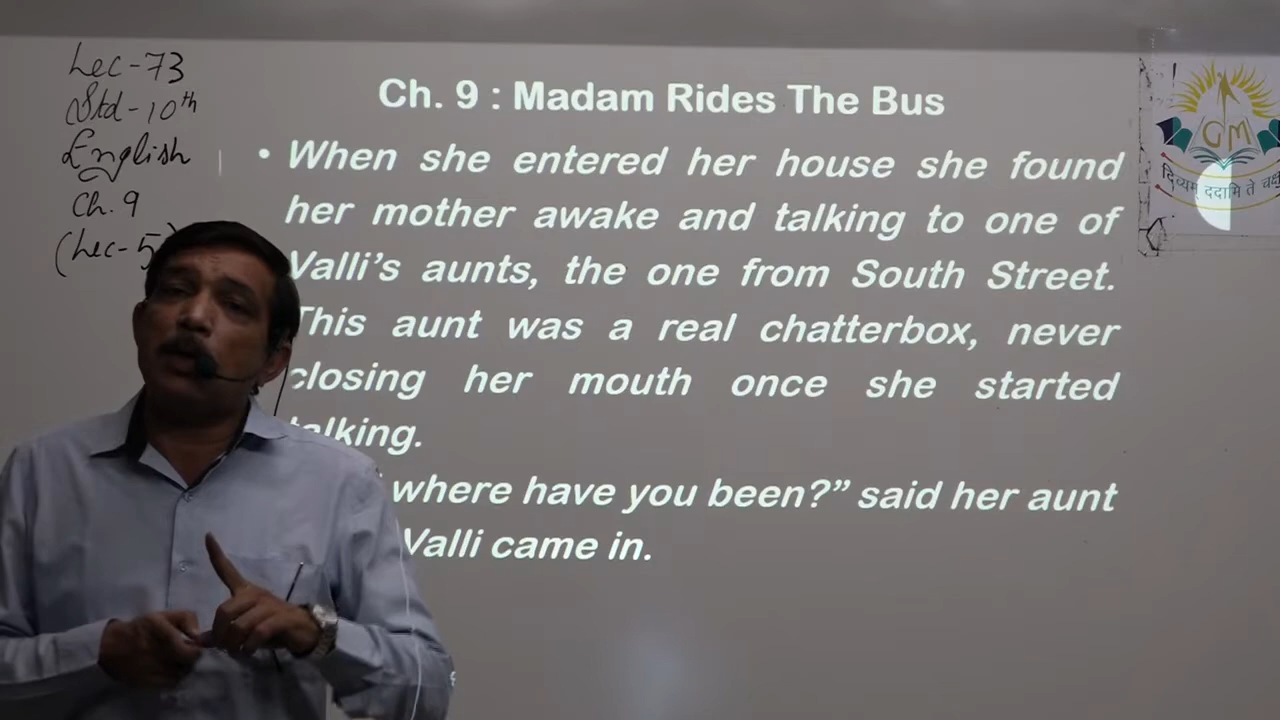 Lec-73
Std-10th
English
Ch. 9
(Lec-5
Ch. 9 : Madam Rides The Bus
• When she entered her house she found
her mother awake and talking to one of
Valli’s aunts, the one from South Street.
This aunt was a real chatterbox, never
closing her mouth once she started
talking.
where have you been?” said her aunt
Valli came in.
GM
दिव्यम् ददामि ते